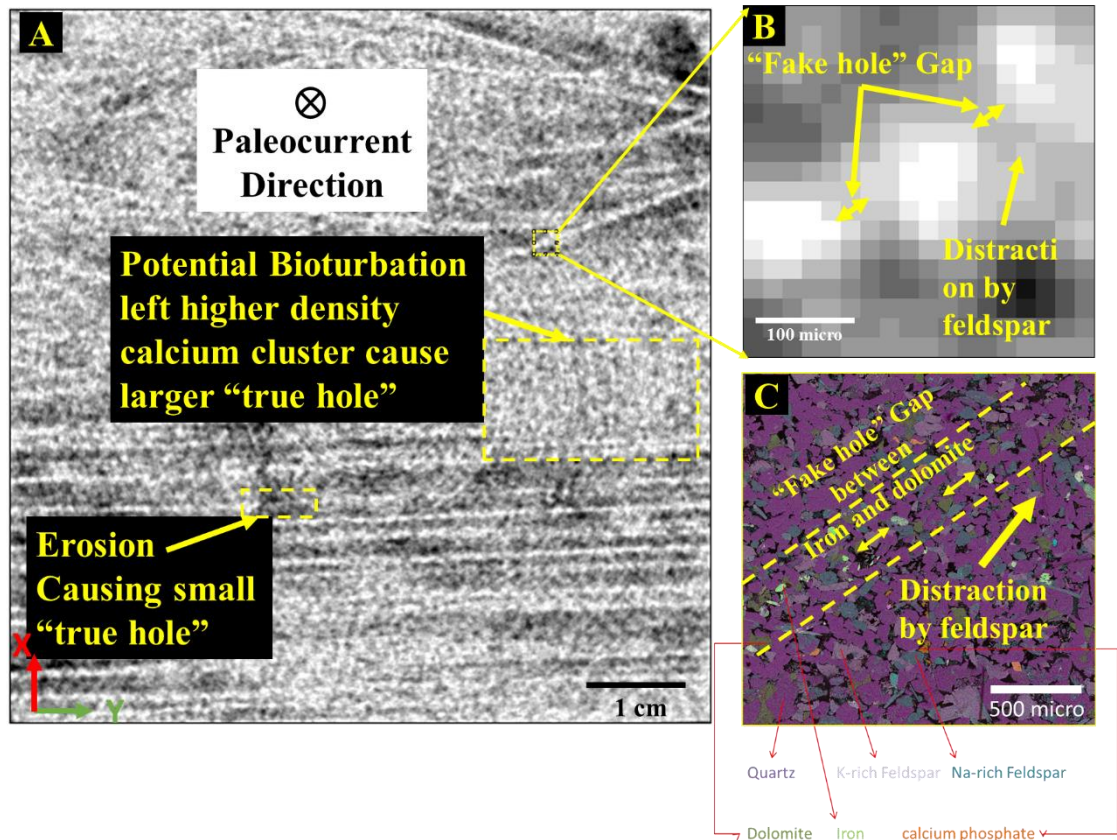 A
Paleocurrent
Direction
Potential Bioturbation
left higher density
calcium cluster cause
larger “true hole”
Erosion
Causing small
“true hole”
X
Y
1 cm
B
“Fake hole” Gap
Distracti
on by
feldspar
100 micro
C
“Fake hole” Gap
between
Iron and dolomite
Distraction
by feldspar
500 micro
Quartz
K-rich Feldspar
Na-rich Feldspar
Dolomite
Iron
calcium phosphate